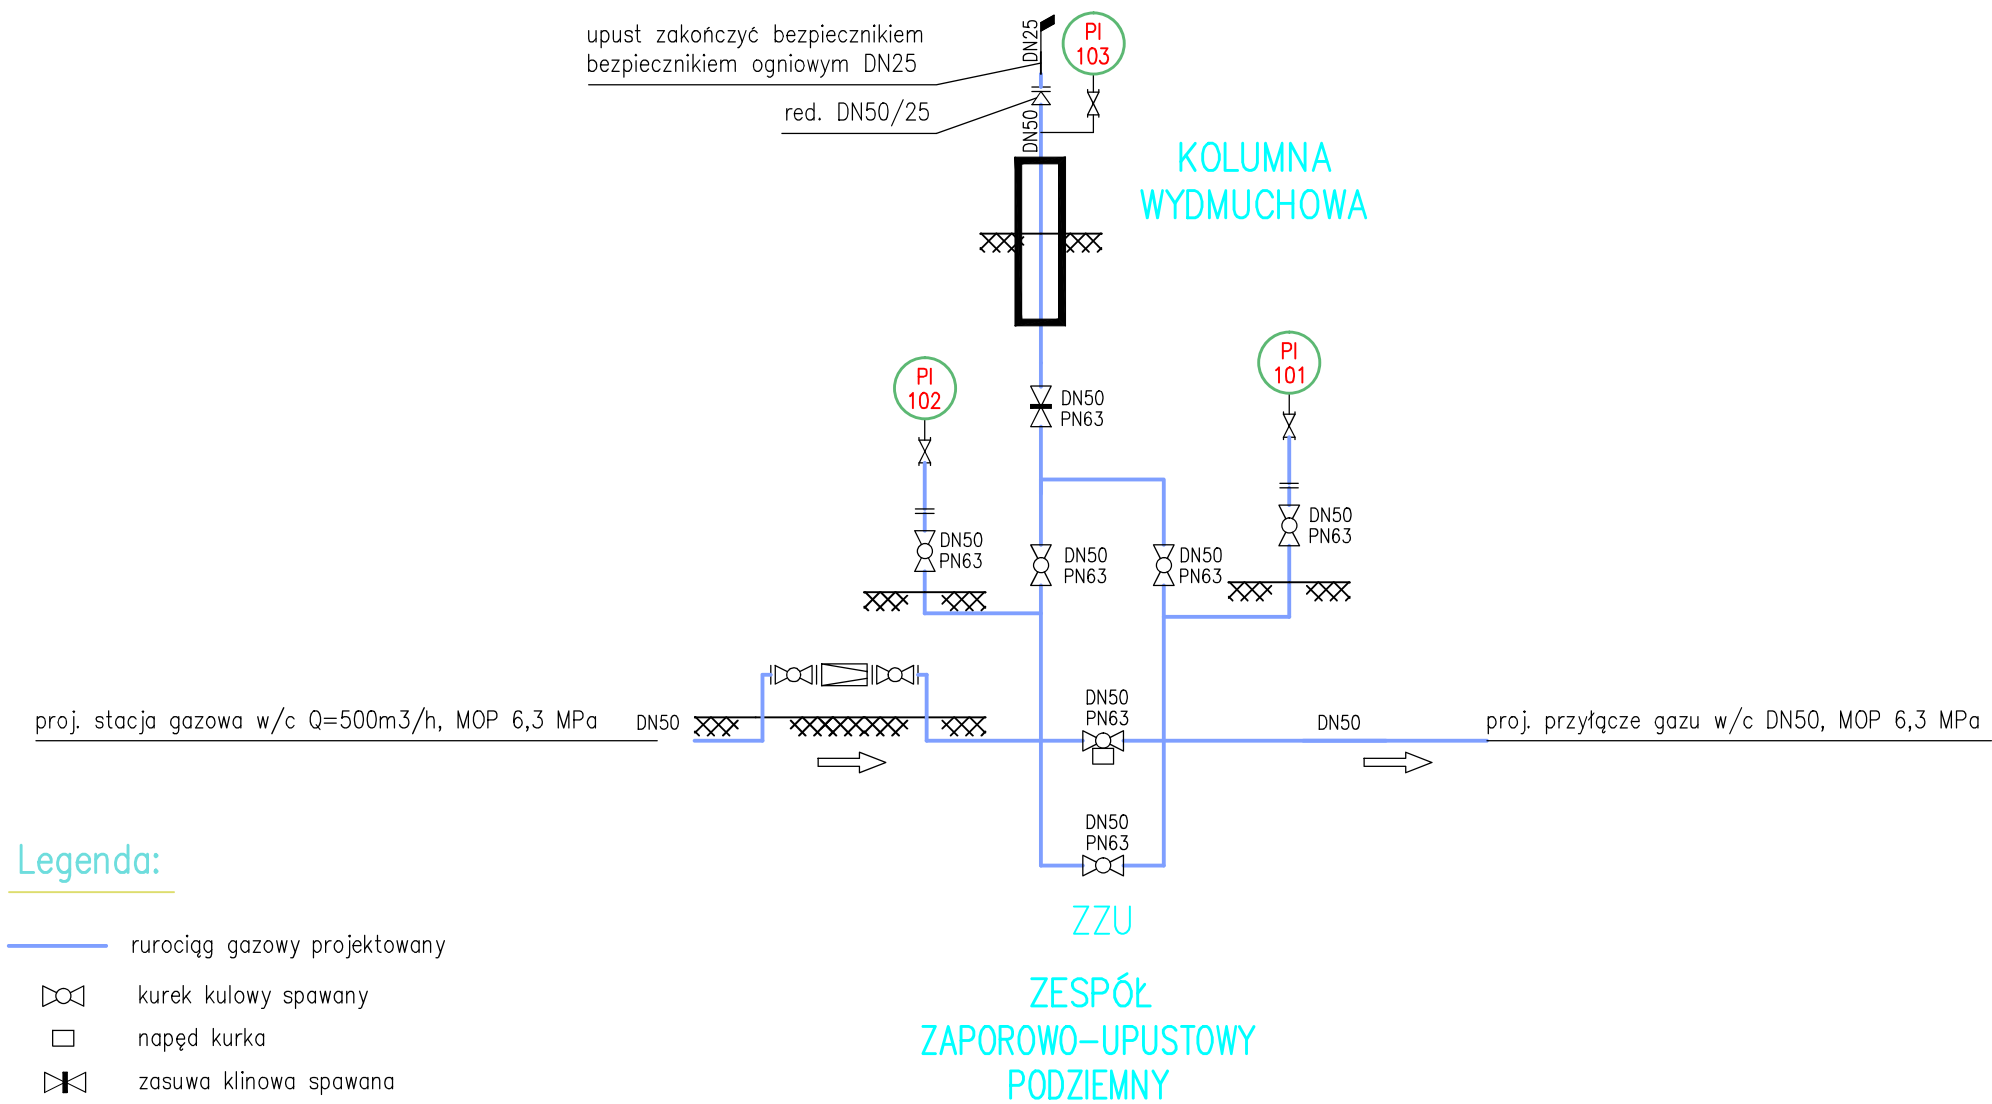 upust zakończyć bezpiecznikiem
bezpiecznikiem ogniowym DN25
red. DN50/25
DN25
DN50
PI
103
KOLUMNA
WYDMUCHOWA
PI
102
PI
101
DN50
PN63
DN50
PN63
DN50
PN63
DN50
PN63
DN50
PN63
proj. stacja gazowa w/c Q=500m3/h, MOP 6,3 MPa
DN50
DN50
PN63
DN50
proj. przyłącze gazu w/c DN50, MOP 6,3 MPa
DN50
PN63
ZZU
ZESPÓŁ
ZAPOROWO-UPUSTOWY
PODZIEMNY
Legenda:
rurociąg gazowy projektowany
kurek kulowy spawany
napęd kurka
zasuwa klinowa spawana